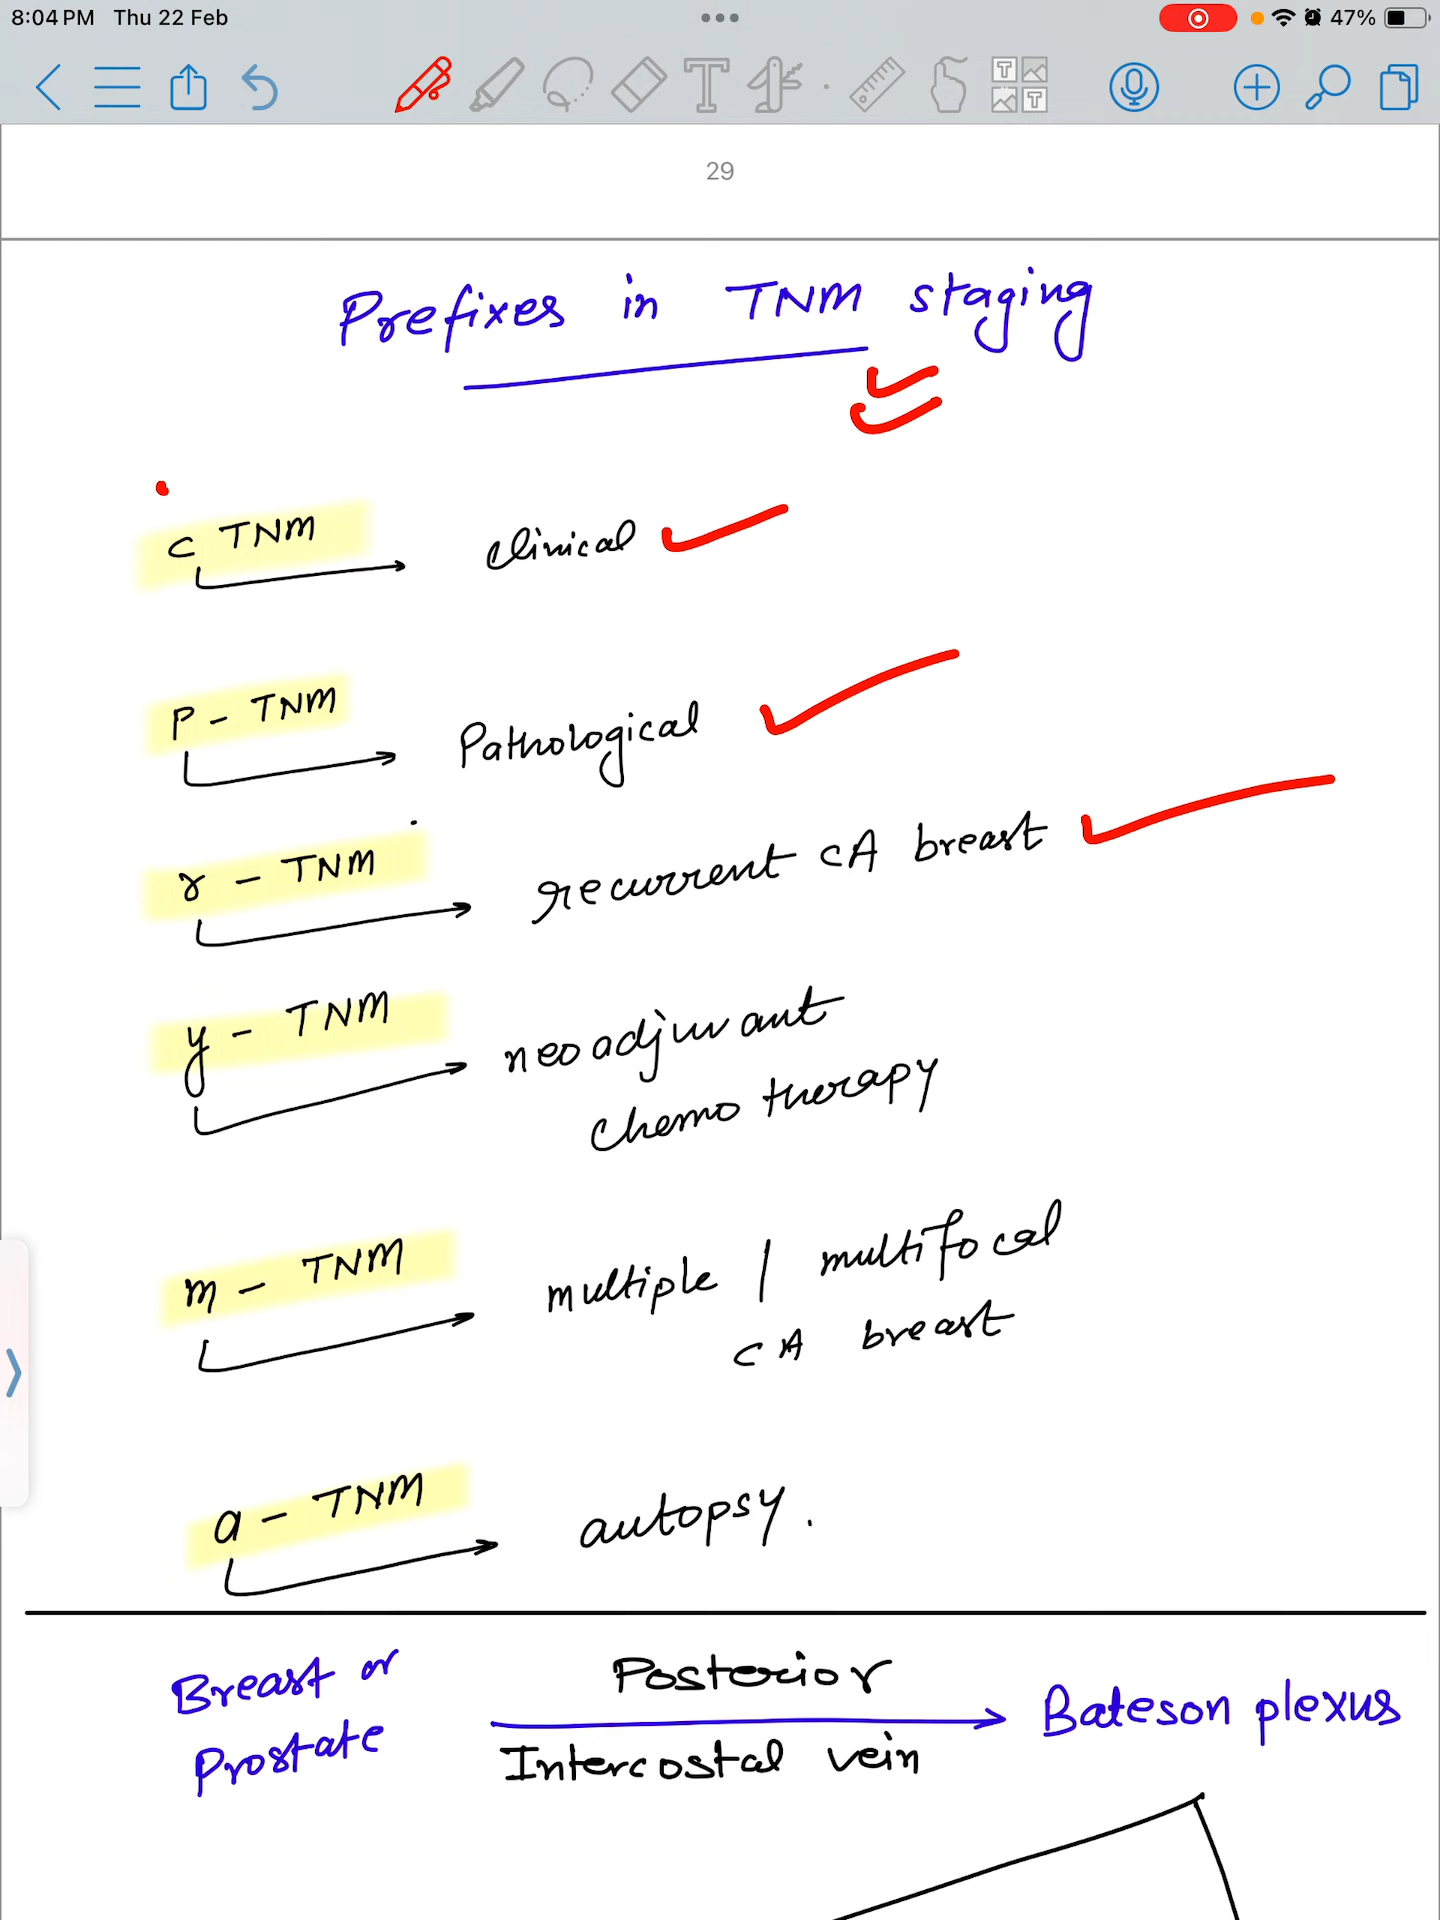 8:04 PM Thu 22 Feb 47%
29
Prefixes in TNM staging
c TNM clinical
P - TNM Pathological
r - TNM recurrent CA breast
y - TNM neoadjuvant
chemo therapy
m - TNM multiple / multifocal
CA breast
a - TNM autopsy.
Breast or Posterior
Prostate Intercostal vein Bateson plexus